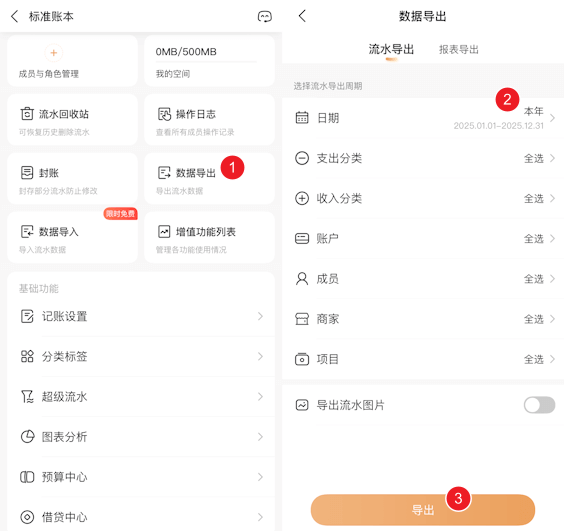 标准账本
+
成员与角色管理
0MB/500MB
我的空间
流水回收站
可恢复历史删除流水
操作日志
查看所有成员操作记录
封账
封存部分流水防止修改
数据导出
导出流水数据
1
限时免费
数据导入
导入流水数据
增值功能列表
管理各功能使用情况
基础功能
记账设置
分类标签
超级流水
图表分析
预算中心
借贷中心
数据导出
流水导出
报表导出
选择流水导出周期
2
日期
本年
2025.01.01~2025.12.31
支出分类
全选
收入分类
全选
账户
全选
成员
全选
商家
全选
项目
全选
导出流水图片
导出
3